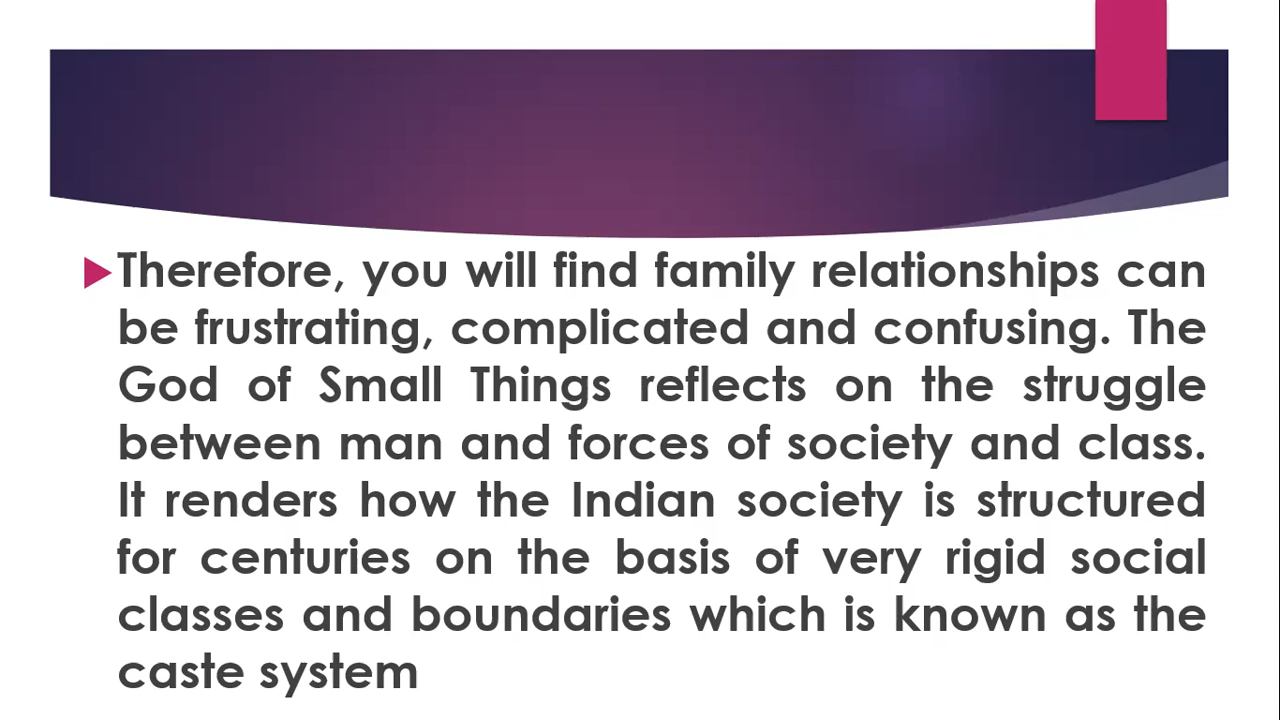 Therefore, you will find family relationships can
be frustrating, complicated and confusing. The
God of Small Things reflects on the struggle
between man and forces of society and class.
It renders how the Indian society is structured
for centuries on the basis of very rigid social
classes and boundaries which is known as the
caste system